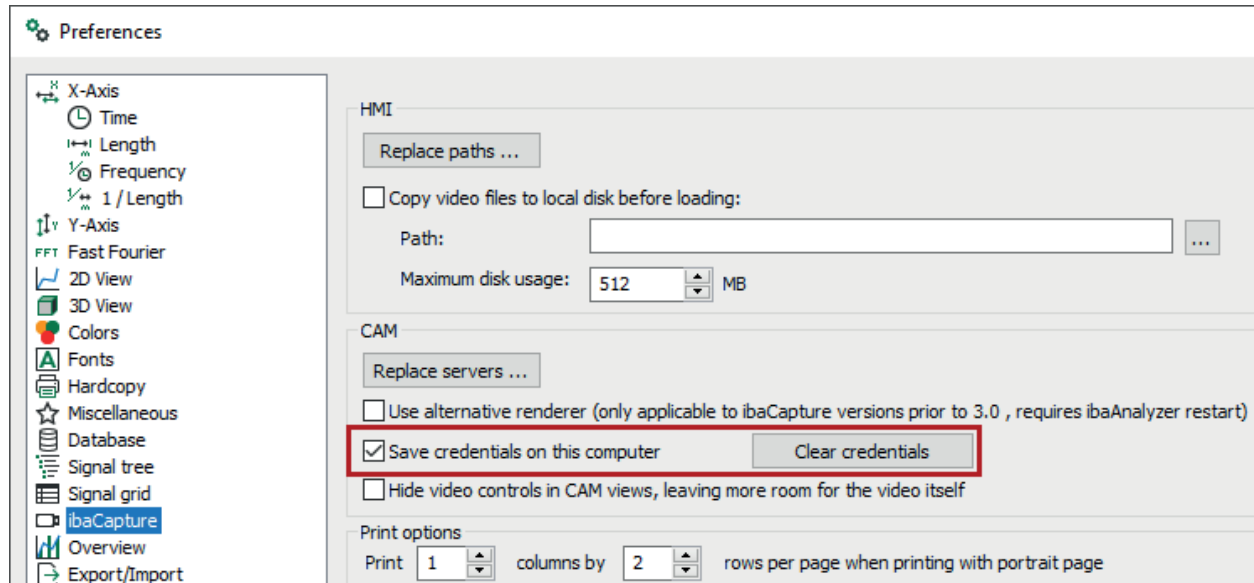 Preferences
X-Axis
Time
Length
Frequency
1 / Length
Y-Axis
FFT Fast Fourier
2D View
3D View
Colors
A Fonts
Hardcopy
Miscellaneous
Database
Signal tree
Signal grid
ibaCapture
Overview
Export/Import
HMI
Replace paths ...
Copy video files to local disk before loading:
Path:
...
Maximum disk usage: 512 MB
CAM
Replace servers ...
Use alternative renderer (only applicable to ibaCapture versions prior to 3.0 , requires ibaAnalyzer restart)
Save credentials on this computer Clear credentials
Hide video controls in CAM views, leaving more room for the video itself
Print options
Print 1 columns by 2 rows per page when printing with portrait page